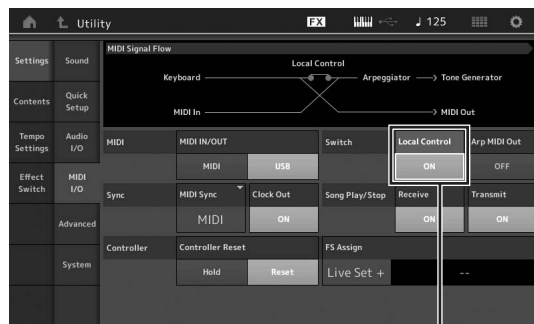 Utility FX ♩ 125
MIDI Signal Flow
Settings Sound
Local Control
Keyboard Arpeggiator Tone Generator
MIDI In MIDI Out
Contents Quick Setup
Tempo Settings Audio I/O
MIDI MIDI IN/OUT Switch Local Control Arp MIDI Out
MIDI USB ON OFF
Effect Switch MIDI I/O
Sync MIDI Sync Clock Out Song Play/Stop Receive Transmit
MIDI ON ON ON
Advanced
Controller Controller Reset FS Assign
System
Hold Reset Live Set + --